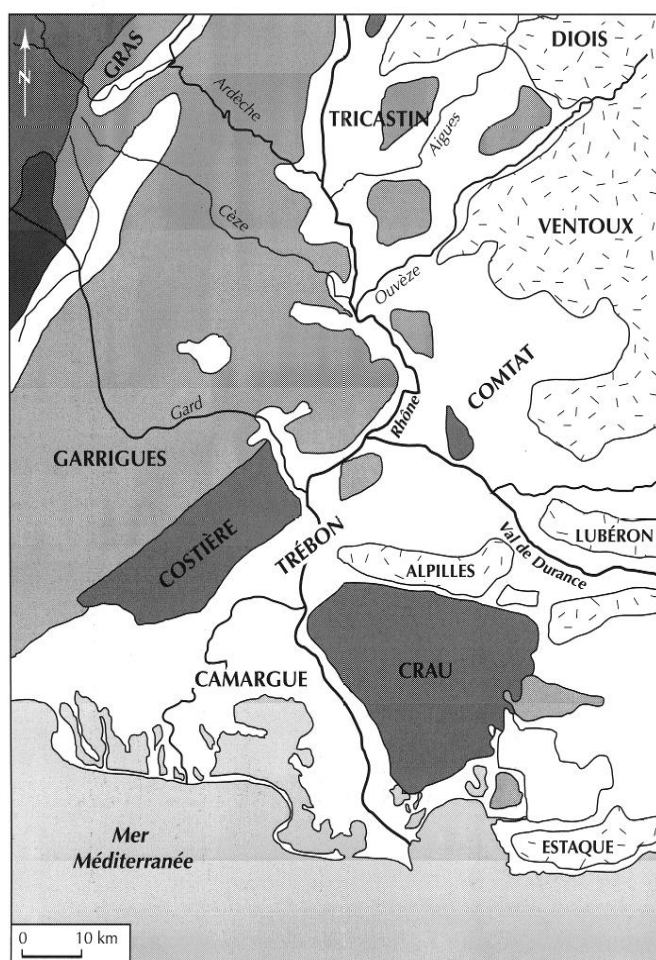 DIOIS
GRAS
N
Ardèche
TRICASTIN
Aigues
Cèze
VENTOUX
Ouvèze
COMTAT
Gard
Rhône
GARRIGUES
COSTIÈRE
TRÉBON
Val de Durance
LUBÉRON
ALPILLES
CAMARGUE
CRAU
Mer
Méditerranée
ESTAQUE
0 10 km